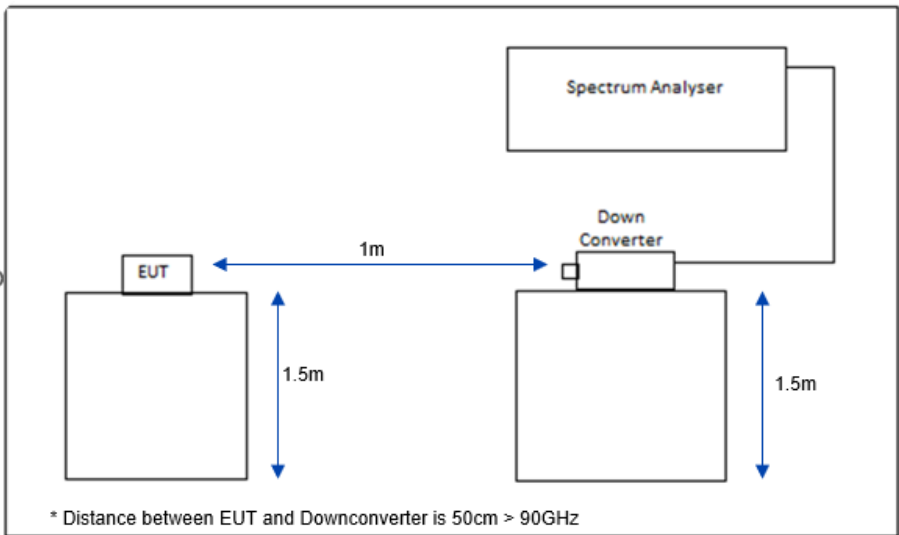 Spectrum Analyser
Down
Converter
1m
EUT
1.5m
1.5m
* Distance between EUT and Downconverter is 50cm > 90GHz